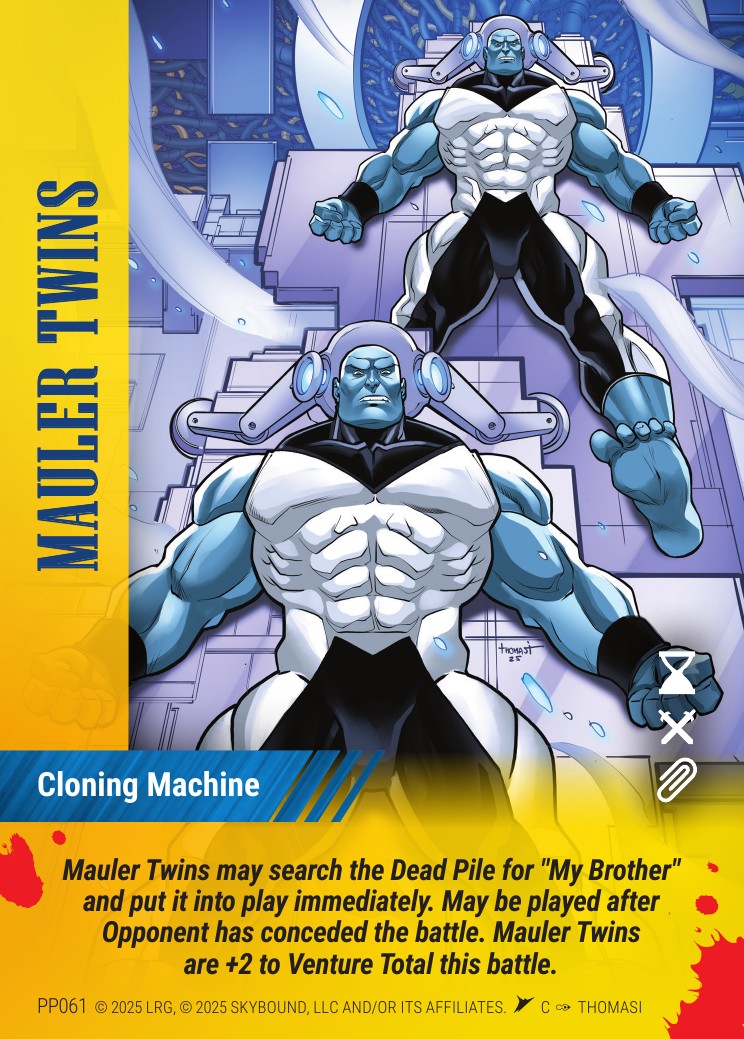 MAULER TWINS
THOMASI
25
Cloning Machine
Mauler Twins may search the Dead Pile for "My Brother"
and put it into play immediately. May be played after
Opponent has conceded the battle. Mauler Twins
are +2 to Venture Total this battle.
PP061 © 2025 LRG, © 2025 SKYBOUND, LLC AND/OR ITS AFFILIATES. C THOMASI